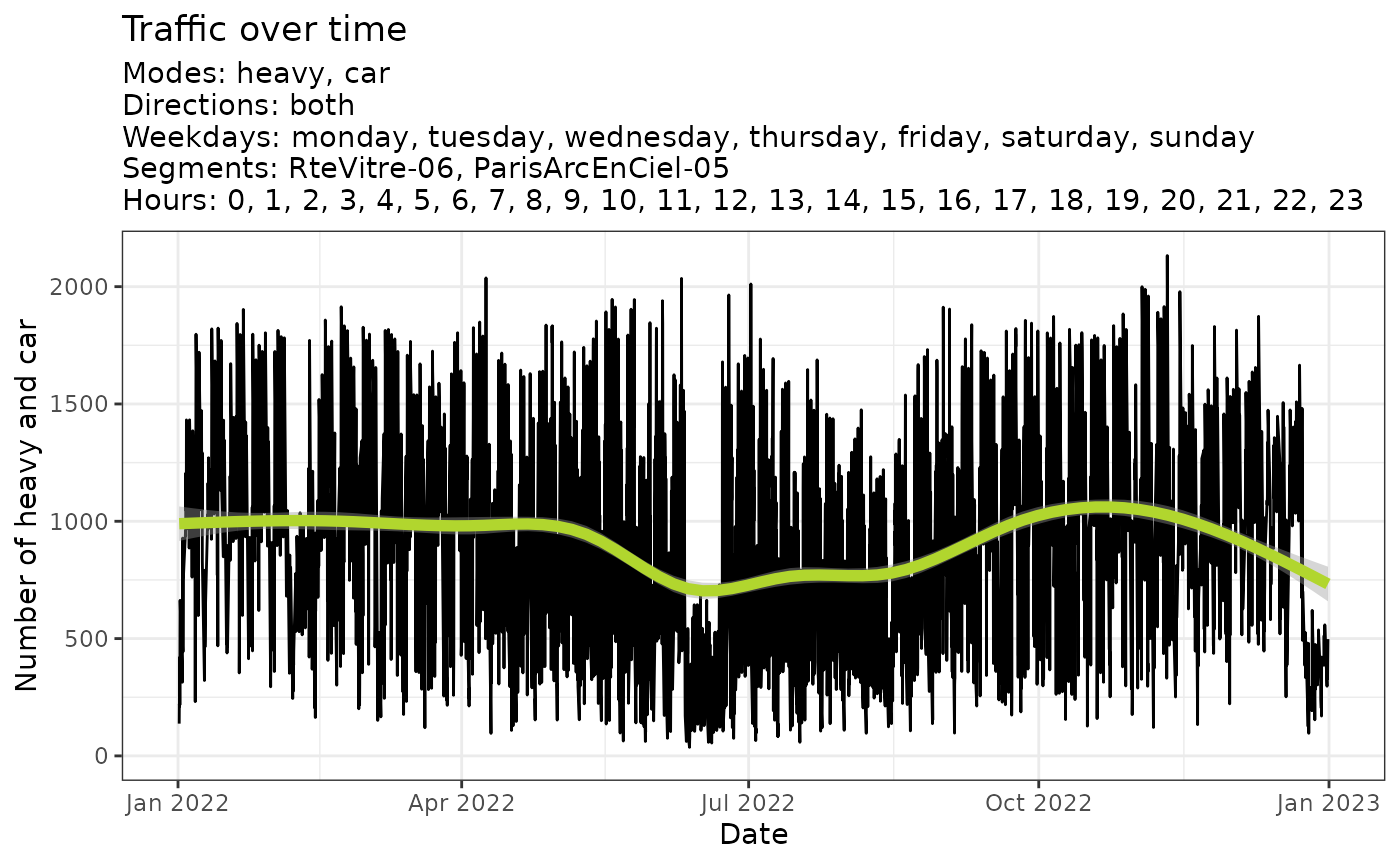 Traffic over time
Modes: heavy, car
Directions: both
Weekdays: monday, tuesday, wednesday, thursday, friday, saturday, sunday
Segments: RteVitre-06, ParisArcEnCiel-05
Hours: 0, 1, 2, 3, 4, 5, 6, 7, 8, 9, 10, 11, 12, 13, 14, 15, 16, 17, 18, 19, 20, 21, 22, 23
Number of heavy and car
2000
1500
1000
500
0
Jan 2022
Apr 2022
Jul 2022
Oct 2022
Jan 2023
Date